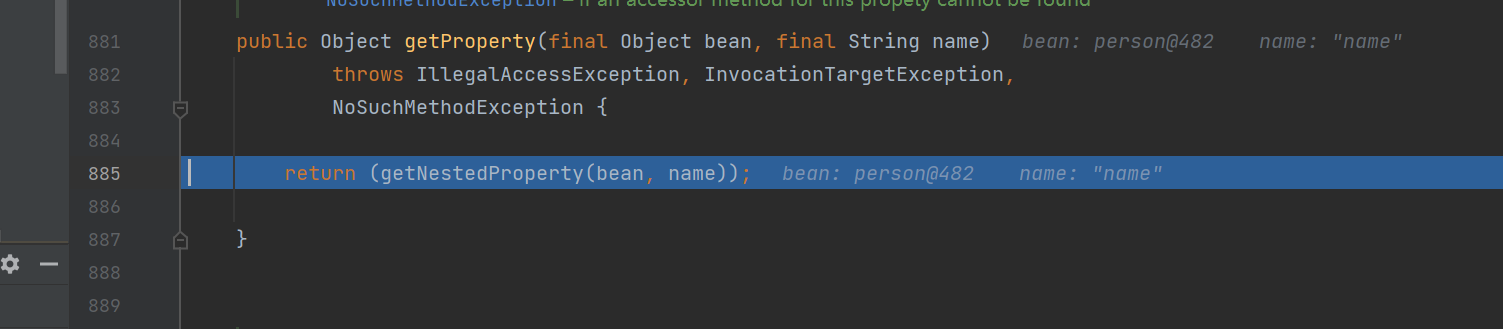 NoSuchMethodException – if an accessor method for this propety cannot be found
881 public Object getProperty(final Object bean, final String name) bean: person@482 name: "name"
882 throws IllegalAccessException, InvocationTargetException,
883 NoSuchMethodException {
884
885 return (getNestedProperty(bean, name)); bean: person@482 name: "name"
886
887 }
888
889